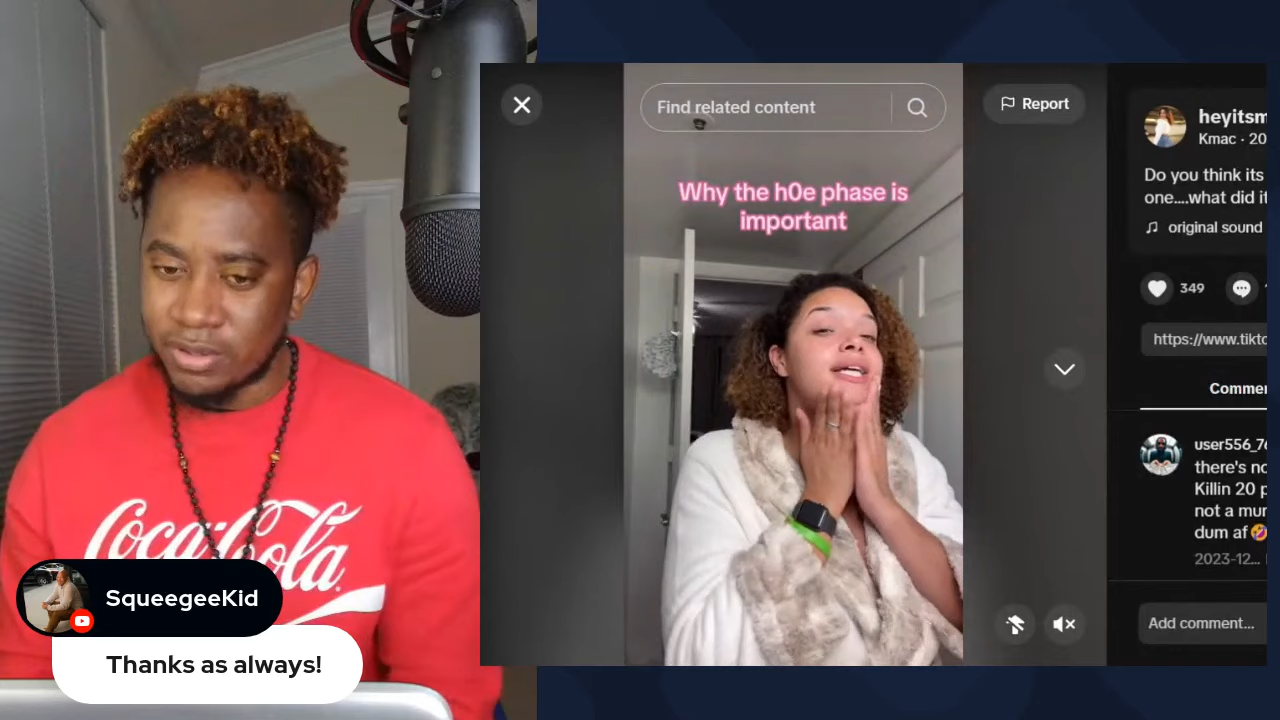 Coca-Cola
SqueegeeKid
Thanks as always!
Find related content
Report
Why the h0e phase is
important
heyitsm
Kmac · 20
Do you think its
one....what did it
original sound
349
https://www.tikto
Comme
user556_76
there's no
Killin 20 p
not a mur
dum af
2023-12...
Add comment...